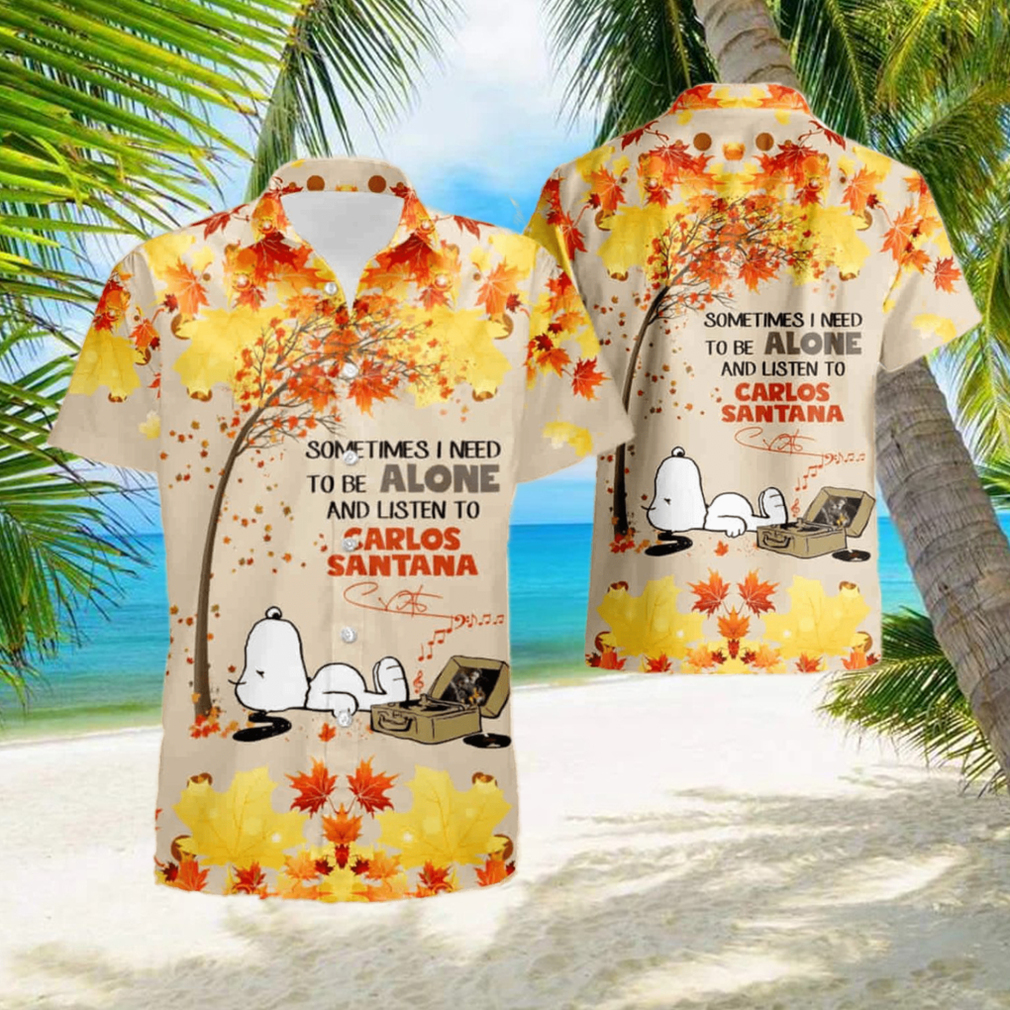 SOMETIMES I NEED
TO BE ALONE
AND LISTEN TO
CARLOS
SANTANA
SOMETIMES I NEED
TO BE ALONE
AND LISTEN TO
CARLOS
SANTANA